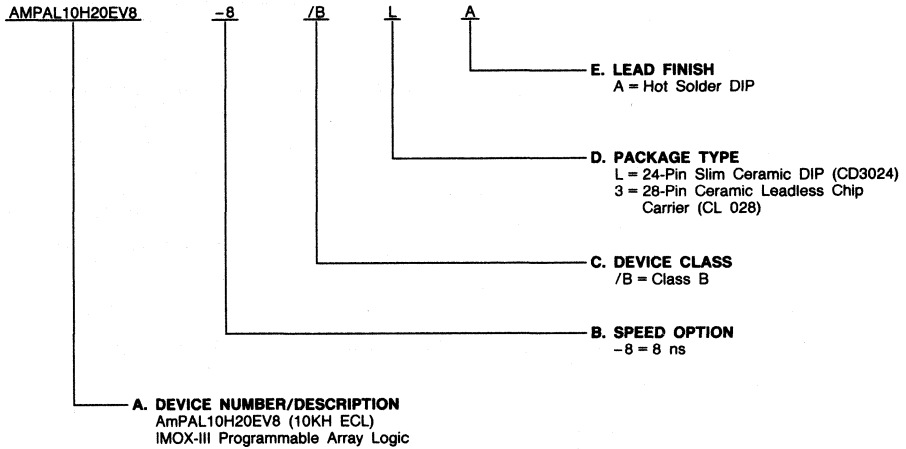 AMPAL10H20EV8 -8 /B L A
E. LEAD FINISH
A = Hot Solder DIP
D. PACKAGE TYPE
L = 24-Pin Slim Ceramic DIP (CD3024)
3 = 28-Pin Ceramic Leadless Chip
Carrier (CL 028)
C. DEVICE CLASS
/B = Class B
B. SPEED OPTION
-8 = 8 ns
A. DEVICE NUMBER/DESCRIPTION
AmPAL10H20EV8 (10KH ECL)
IMOX-III Programmable Array Logic